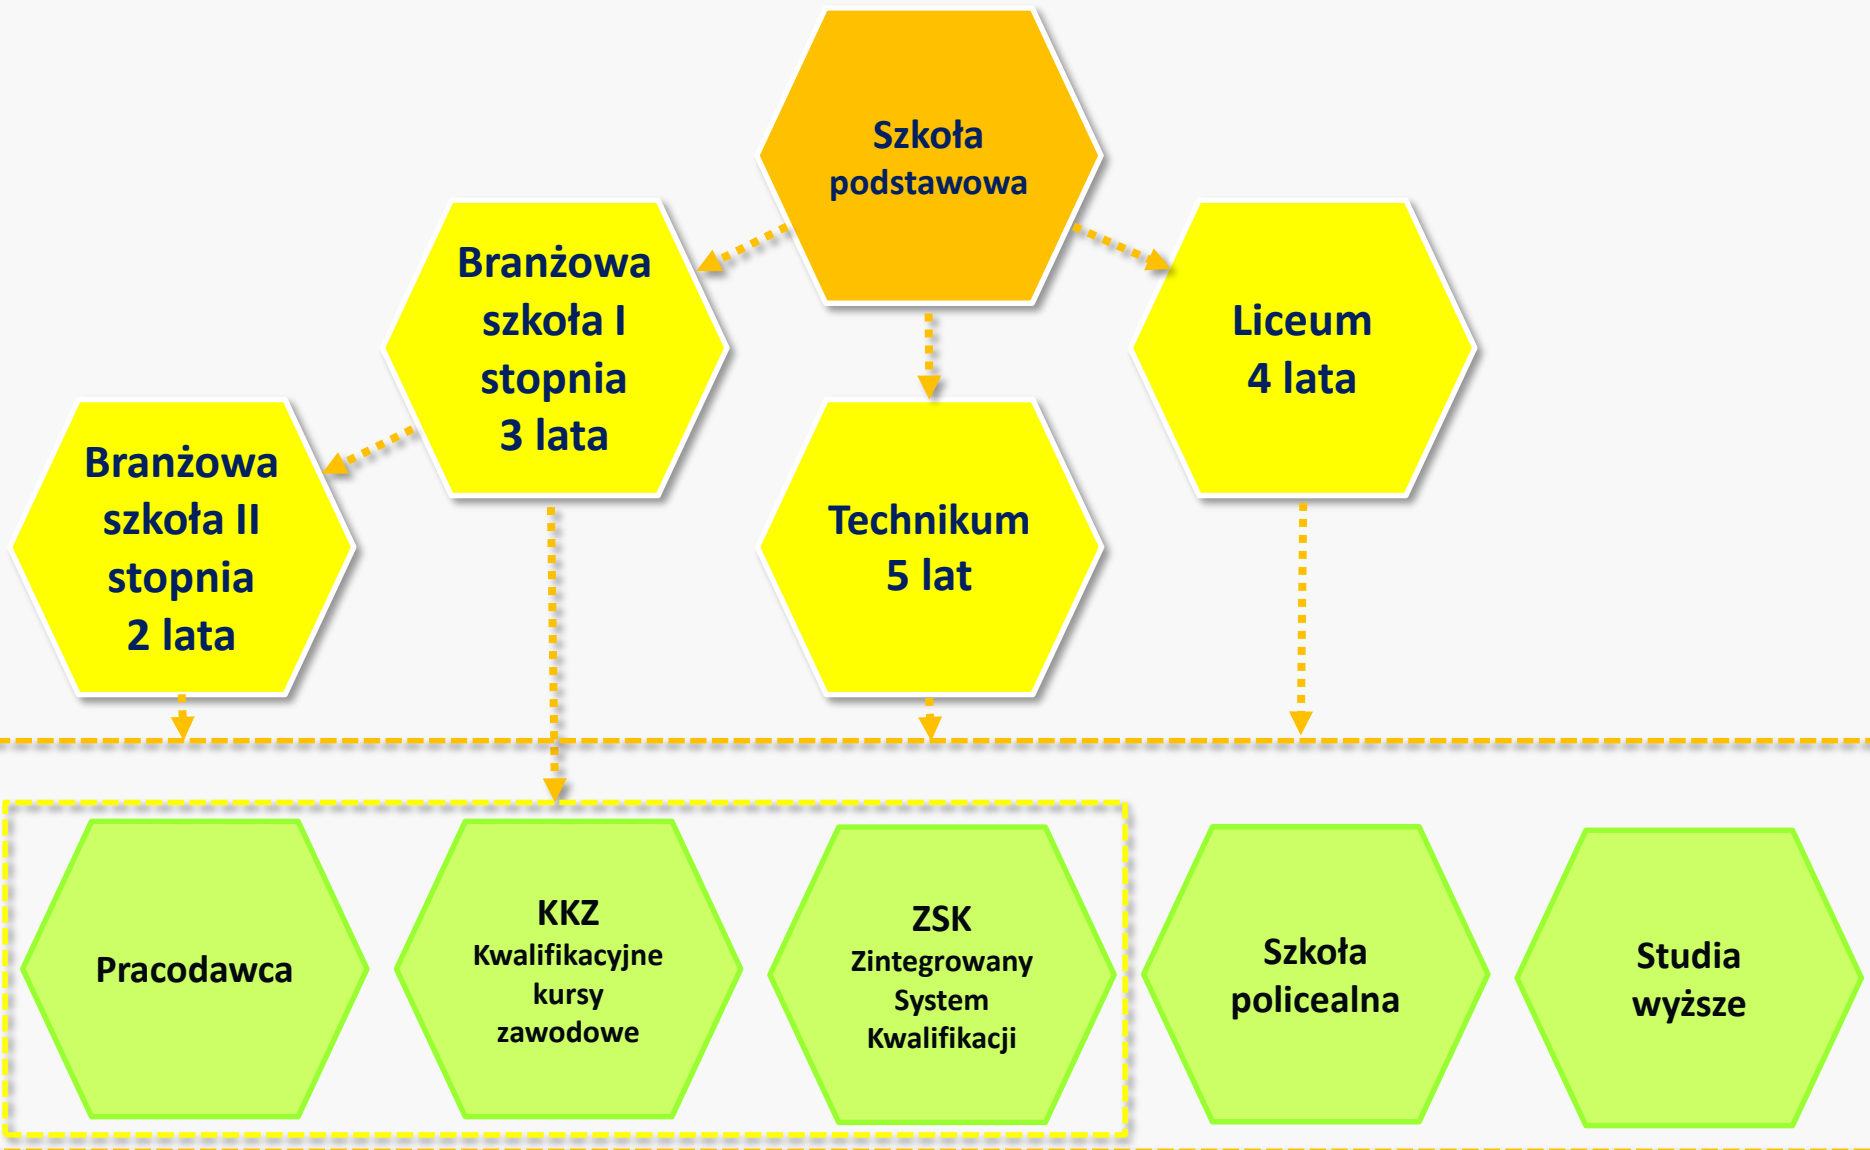 Szkoła
podstawowa
Branżowa
szkoła I
stopnia
3 lata
Liceum
4 lata
Branżowa
szkoła II
stopnia
2 lata
Technikum
5 lat
Pracodawca
KKZ
Kwalifikacyjne
kursy
zawodowe
ZSK
Zintegrowany
System
Kwalifikacji
Szkoła
policealna
Studia
wyższe